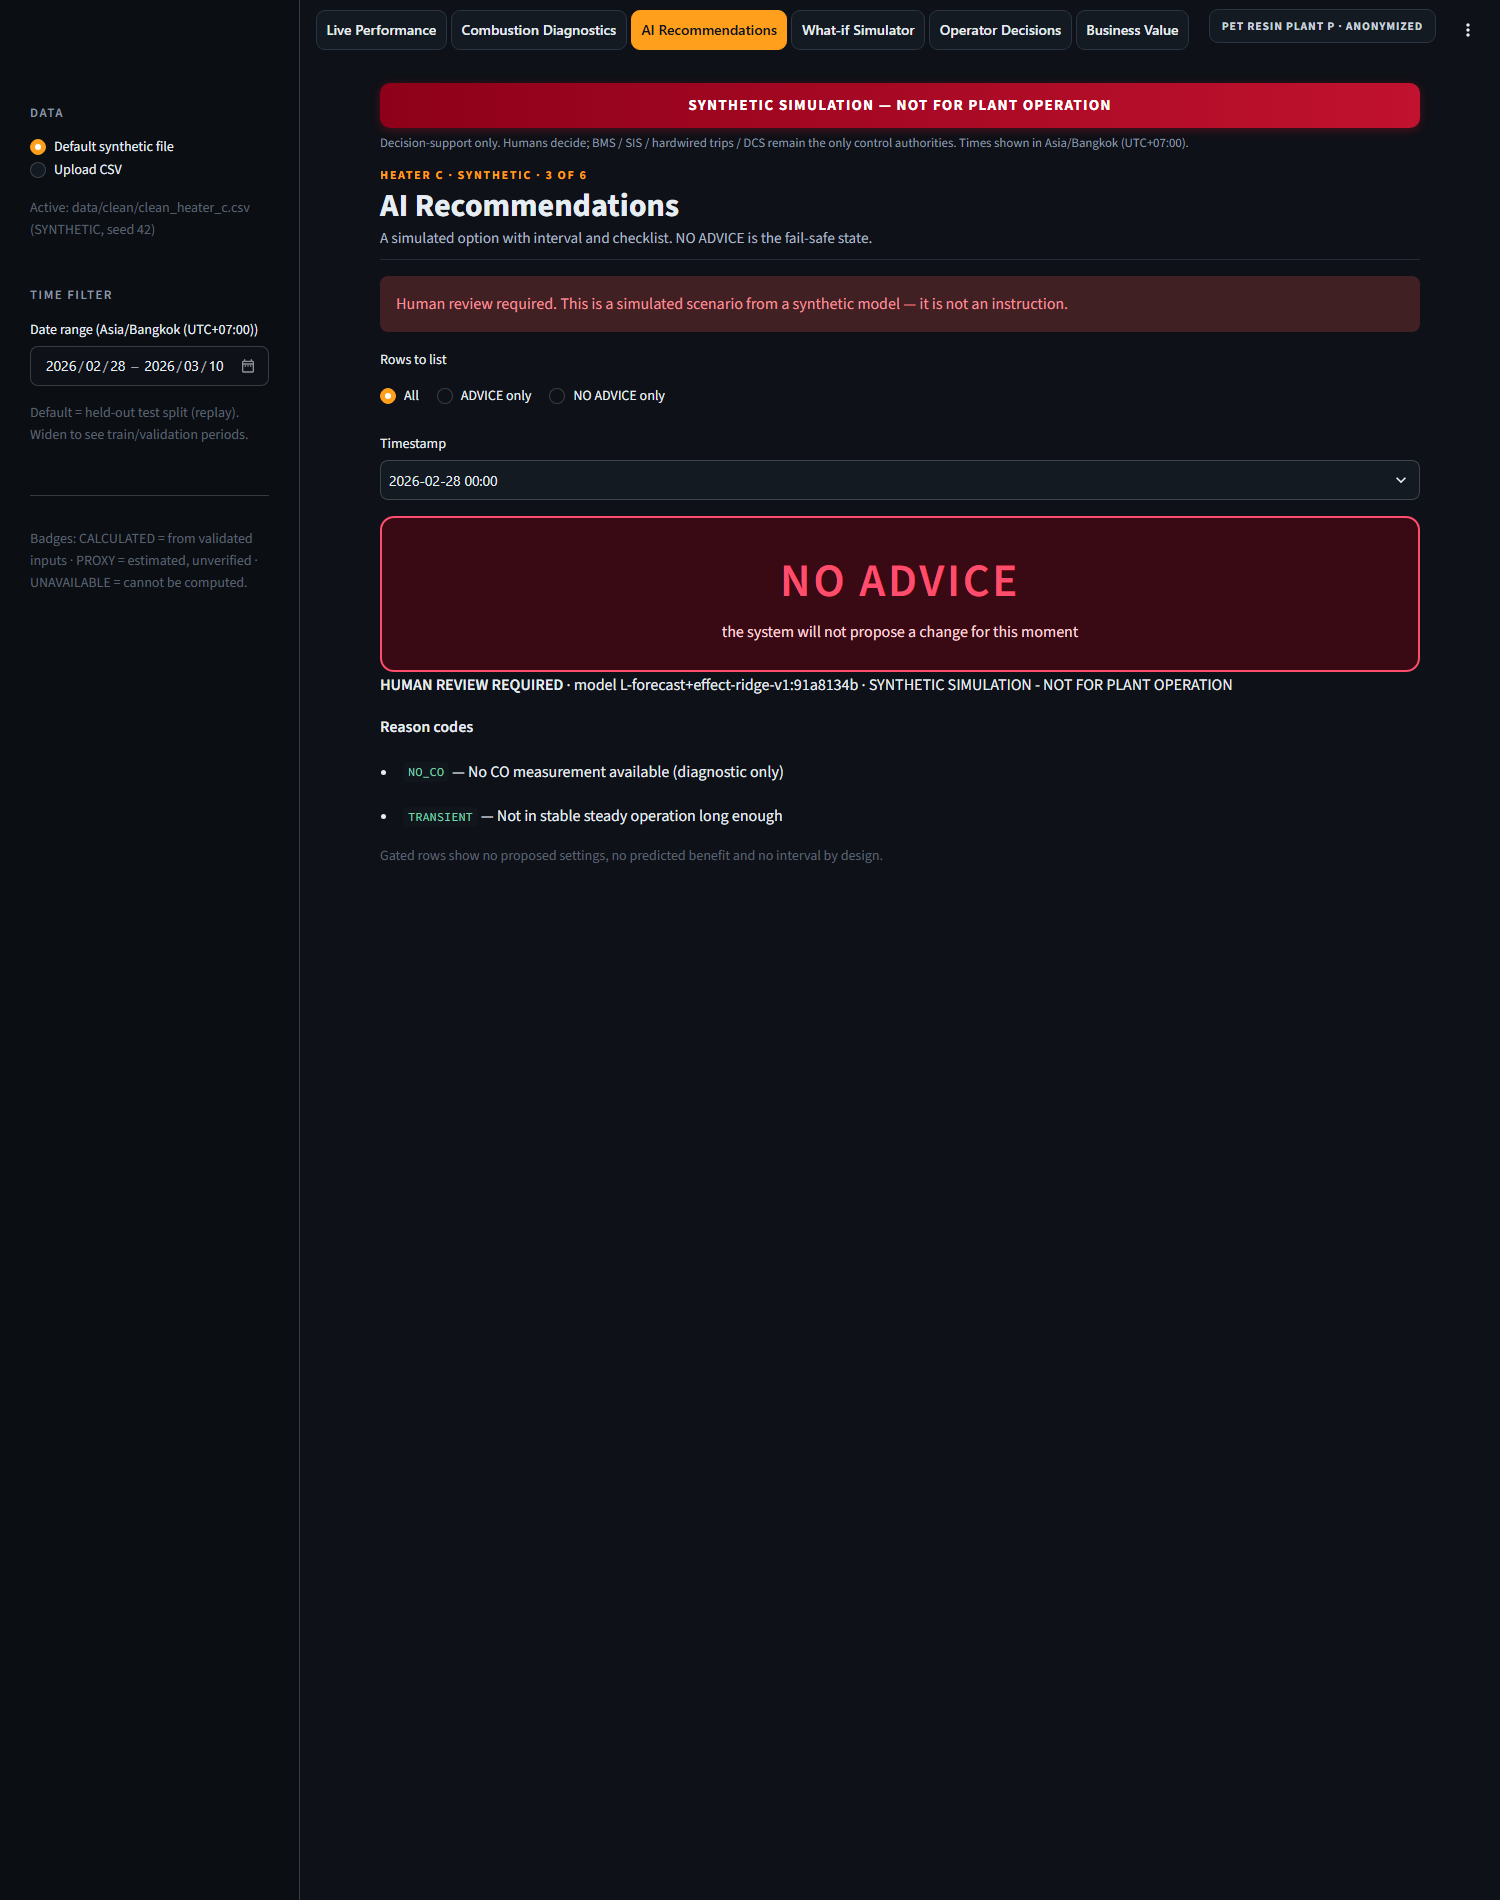 Live Performance
Combustion Diagnostics
AI Recommendations
What-if Simulator
Operator Decisions
Business Value
PET RESIN PLANT P · ANONYMIZED
DATA
Default synthetic file
Upload CSV
Active: data/clean/clean_heater_c.csv
(SYNTHETIC, seed 42)
TIME FILTER
Date range (Asia/Bangkok (UTC+07:00))
2026/02/28 – 2026/03/10
Default = held-out test split (replay).
Widen to see train/validation periods.
Badges: CALCULATED = from validated
inputs · PROXY = estimated, unverified ·
UNAVAILABLE = cannot be computed.
SYNTHETIC SIMULATION — NOT FOR PLANT OPERATION
Decision-support only. Humans decide; BMS / SIS / hardwired trips / DCS remain the only control authorities. Times shown in Asia/Bangkok (UTC+07:00).
HEATER C · SYNTHETIC · 3 OF 6
AI Recommendations
A simulated option with interval and checklist. NO ADVICE is the fail-safe state.
Human review required. This is a simulated scenario from a synthetic model — it is not an instruction.
Rows to list
All
ADVICE only
NO ADVICE only
Timestamp
2026-02-28 00:00
NO ADVICE
the system will not propose a change for this moment
HUMAN REVIEW REQUIRED · model L-forecast+effect-ridge-v1:91a8134b · SYNTHETIC SIMULATION - NOT FOR PLANT OPERATION
Reason codes
• NO_CO — No CO measurement available (diagnostic only)
• TRANSIENT — Not in stable steady operation long enough
Gated rows show no proposed settings, no predicted benefit and no interval by design.